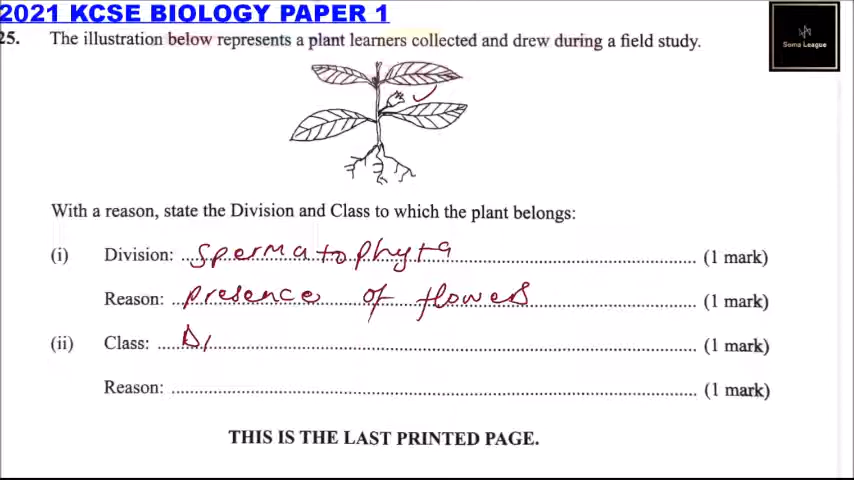 2021 KCSE BIOLOGY PAPER 1
Soma League
25. The illustration below represents a plant learners collected and drew during a field study.
With a reason, state the Division and Class to which the plant belongs:
(i) Division: spermatophyta (1 mark)
Reason: presence of flowers (1 mark)
(ii) Class: Di (1 mark)
Reason: (1 mark)
THIS IS THE LAST PRINTED PAGE.